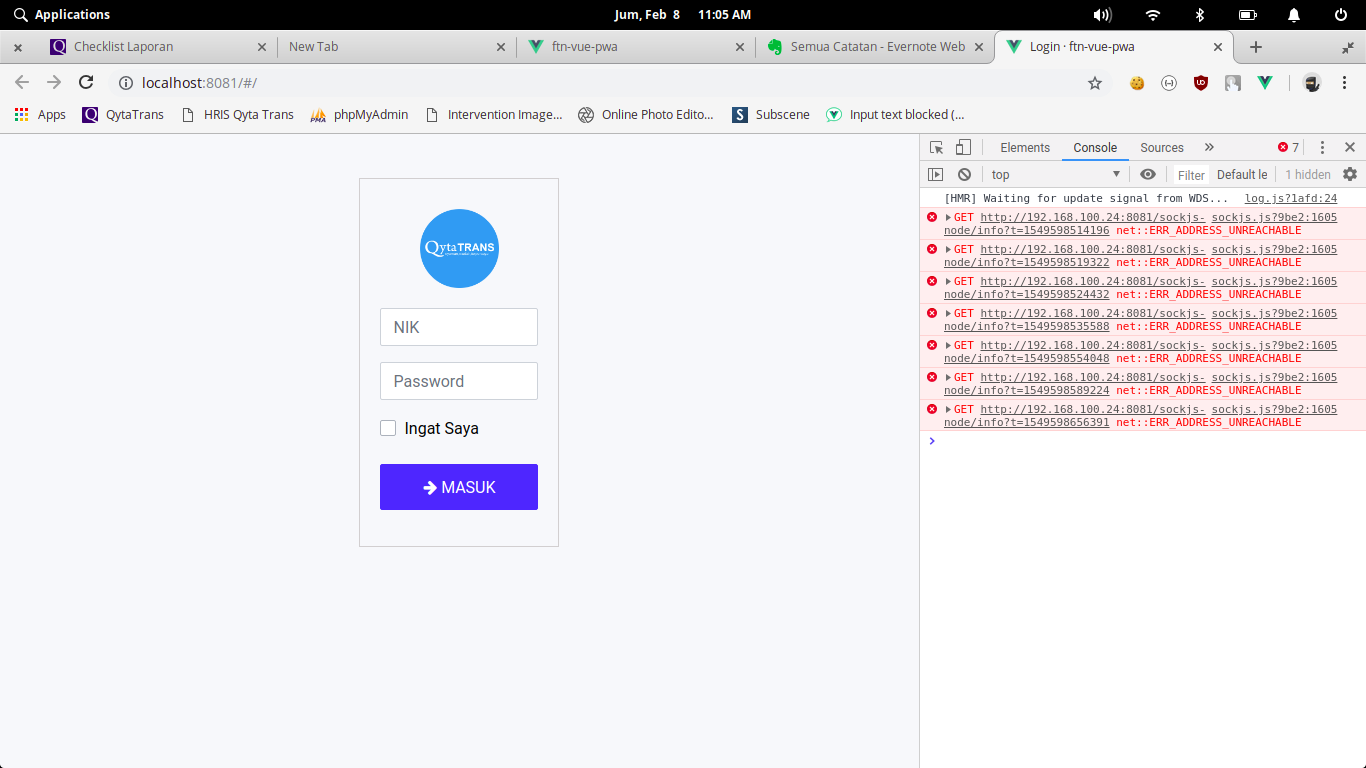 Applications
Jum, Feb 8 11:05 AM
Checklist Laporan
New Tab
ftn-vue-pwa
Semua Catatan - Evernote Web
Login · ftn-vue-pwa
localhost:8081/#/
Apps
QytaTrans
HRIS Qyta Trans
phpMyAdmin
Intervention Image...
Online Photo Edito...
Subscene
Input text blocked (...
QytaTRANS
NIK
Password
Ingat Saya
MASUK
Elements Console Sources » 7
top Filter Default le 1 hidden
[HMR] Waiting for update signal from WDS... log.js?1afd:24
GET http://192.168.100.24:8081/sockjs- sockjs.js?9be2:1605
node/info?t=1549598514196 net::ERR_ADDRESS_UNREACHABLE
GET http://192.168.100.24:8081/sockjs- sockjs.js?9be2:1605
node/info?t=1549598519322 net::ERR_ADDRESS_UNREACHABLE
GET http://192.168.100.24:8081/sockjs- sockjs.js?9be2:1605
node/info?t=1549598524432 net::ERR_ADDRESS_UNREACHABLE
GET http://192.168.100.24:8081/sockjs- sockjs.js?9be2:1605
node/info?t=1549598535588 net::ERR_ADDRESS_UNREACHABLE
GET http://192.168.100.24:8081/sockjs- sockjs.js?9be2:1605
node/info?t=1549598554048 net::ERR_ADDRESS_UNREACHABLE
GET http://192.168.100.24:8081/sockjs- sockjs.js?9be2:1605
node/info?t=1549598589224 net::ERR_ADDRESS_UNREACHABLE
GET http://192.168.100.24:8081/sockjs- sockjs.js?9be2:1605
node/info?t=1549598656391 net::ERR_ADDRESS_UNREACHABLE